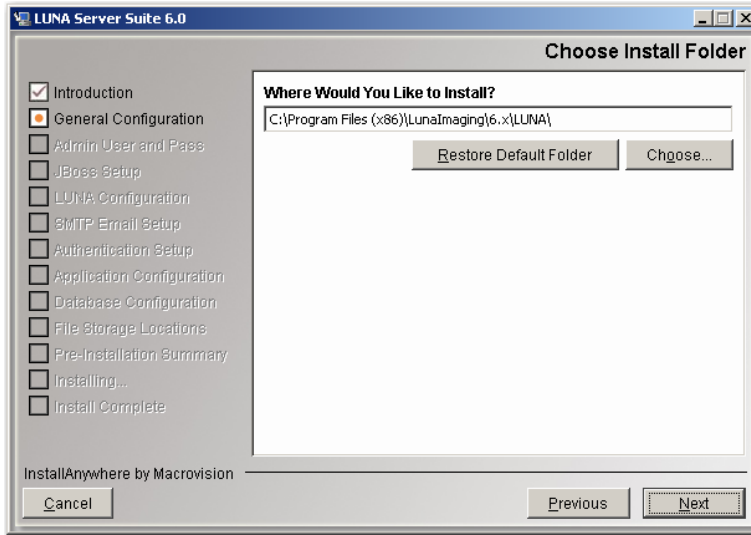 LUNA Server Suite 6.0
Choose Install Folder
Introduction
General Configuration
Admin User and Pass
JBoss Setup
LUNA Configuration
SMTP Email Setup
Authentication Setup
Application Configuration
Database Configuration
File Storage Locations
Pre-Installation Summary
Installing...
Install Complete
Where Would You Like to Install?
C:\Program Files (x86)\LunaImaging\6.x\LUNA\
Restore Default Folder
Choose...
InstallAnywhere by Macrovision
Cancel
Previous
Next